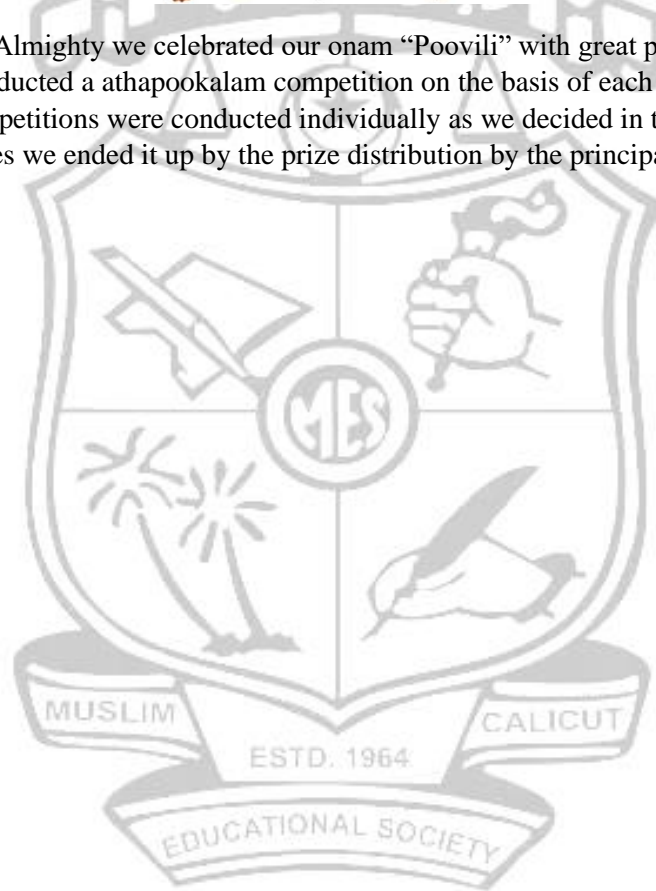 Almighty we celebrated our onam “Poovili” with great p
ducted a athapookalam competition on the basis of each
petitions were conducted individually as we decided in t
es we ended it up by the prize distribution by the principa
MES
MUSLIM
CALICUT
ESTD. 1964
EDUCATIONAL SOCIETY